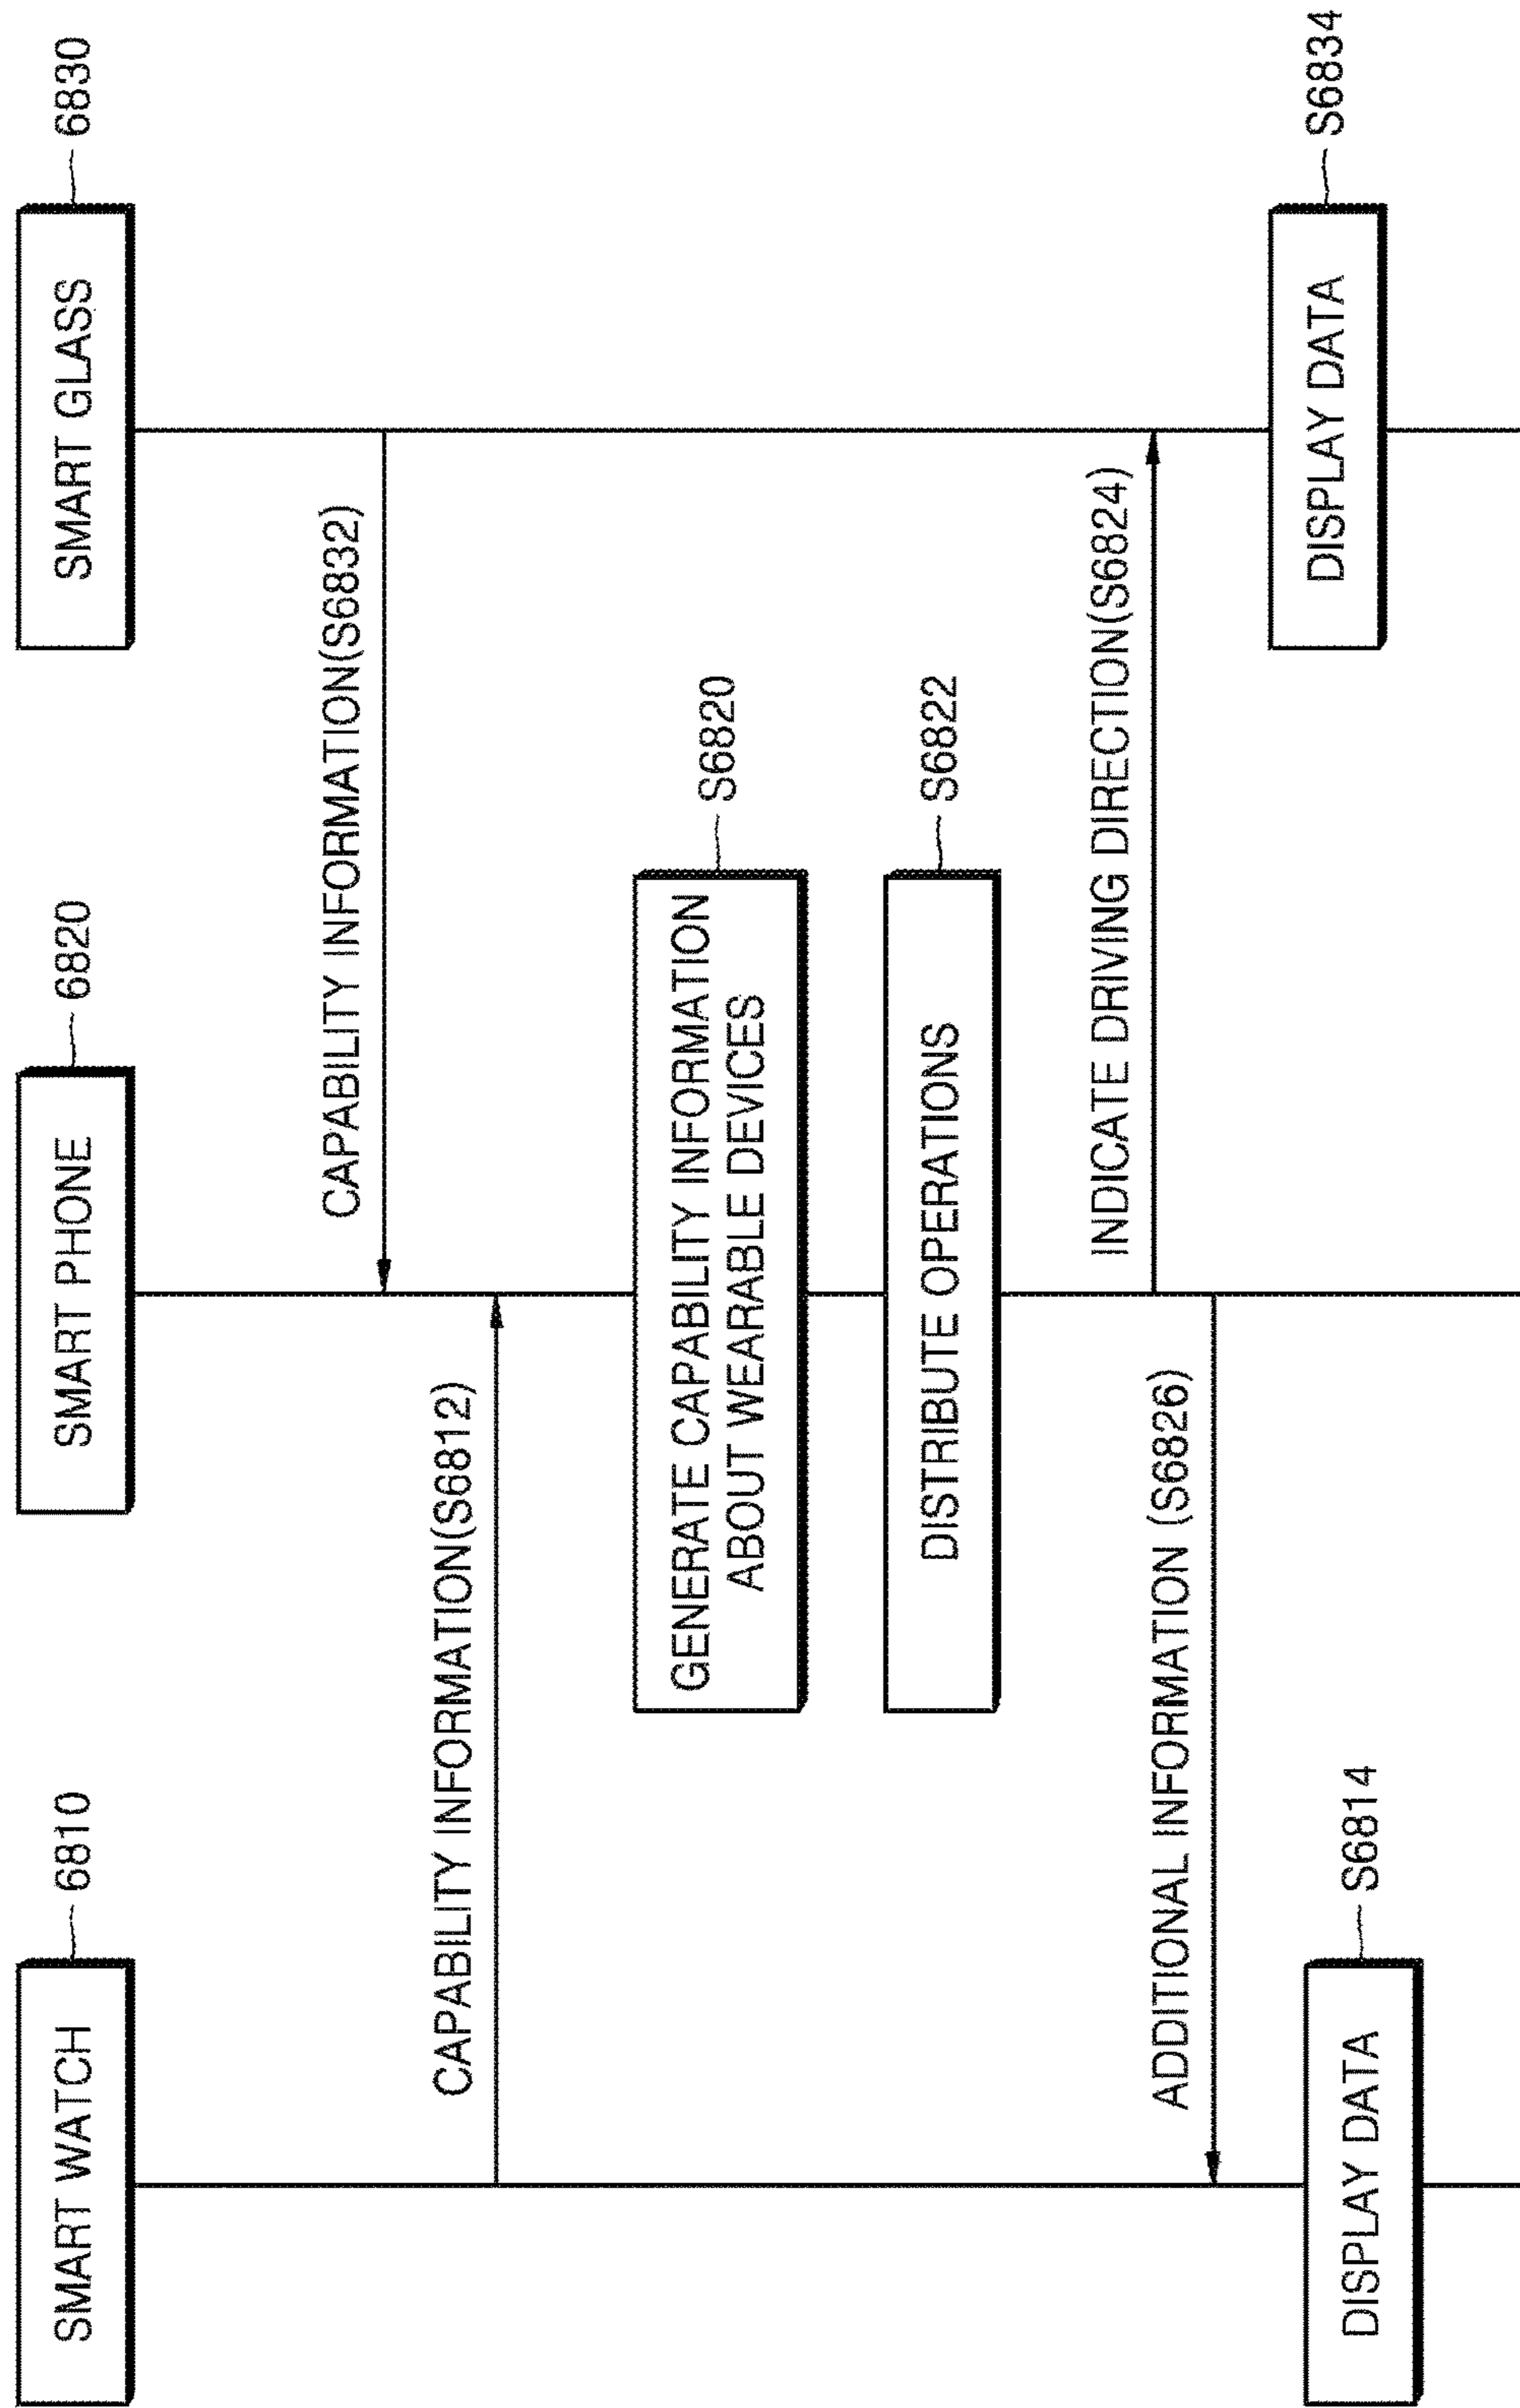 SMART WATCH
6810
SMART PHONE
6820
SMART GLASS
6830
CAPABILITY INFORMATION(S6832)
CAPABILITY INFORMATION(S6812)
GENERATE CAPABILITY INFORMATION
ABOUT WEARABLE DEVICES
S6820
DISTRIBUTE OPERATIONS
S6822
INDICATE DRIVING DIRECTION(S6824)
ADDITIONAL INFORMATION (S6826)
DISPLAY DATA
S6834
DISPLAY DATA
S6814